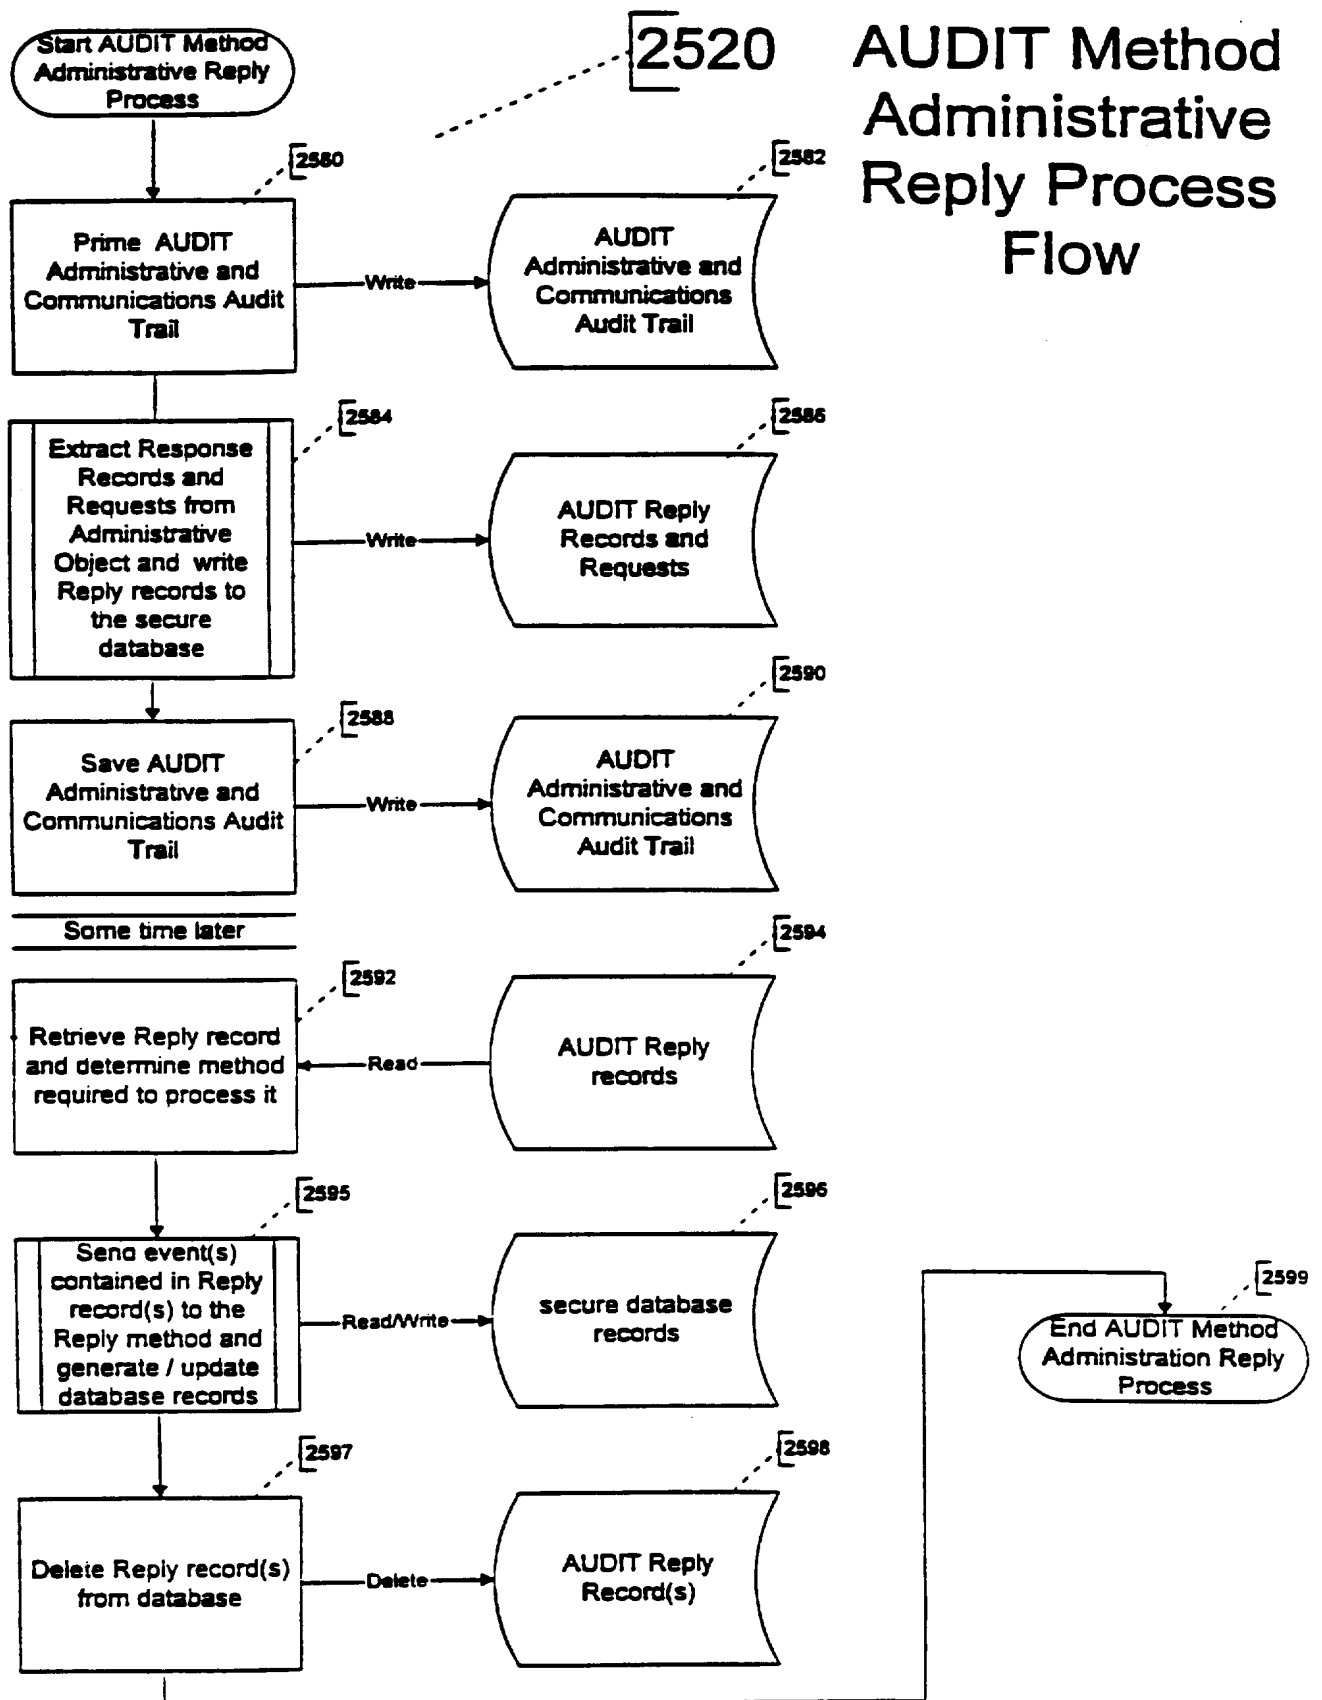 Start AUDIT Method
Administrative Reply
Process
2520
AUDIT Method
Administrative
Reply Process
Flow
2580
Prime AUDIT
Administrative and
Communications Audit
Trail
Write
2582
AUDIT
Administrative and
Communications
Audit Trail
2584
Extract Response
Records and
Requests from
Administrative
Object and write
Reply records to
the secure
database
Write
2586
AUDIT Reply
Records and
Requests
2588
Save AUDIT
Administrative and
Communications Audit
Trail
Write
2590
AUDIT
Administrative and
Communications
Audit Trail
Some time later
2592
Retrieve Reply record
and determine method
required to process it
Read
2594
AUDIT Reply
records
2595
Send event(s)
contained in Reply
record(s) to the
Reply method and
generate / update
database records
Read/Write
2596
secure database
records
2597
Delete Reply record(s)
from database
Delete
2598
AUDIT Reply
Record(s)
2599
End AUDIT Method
Administration Reply
Process